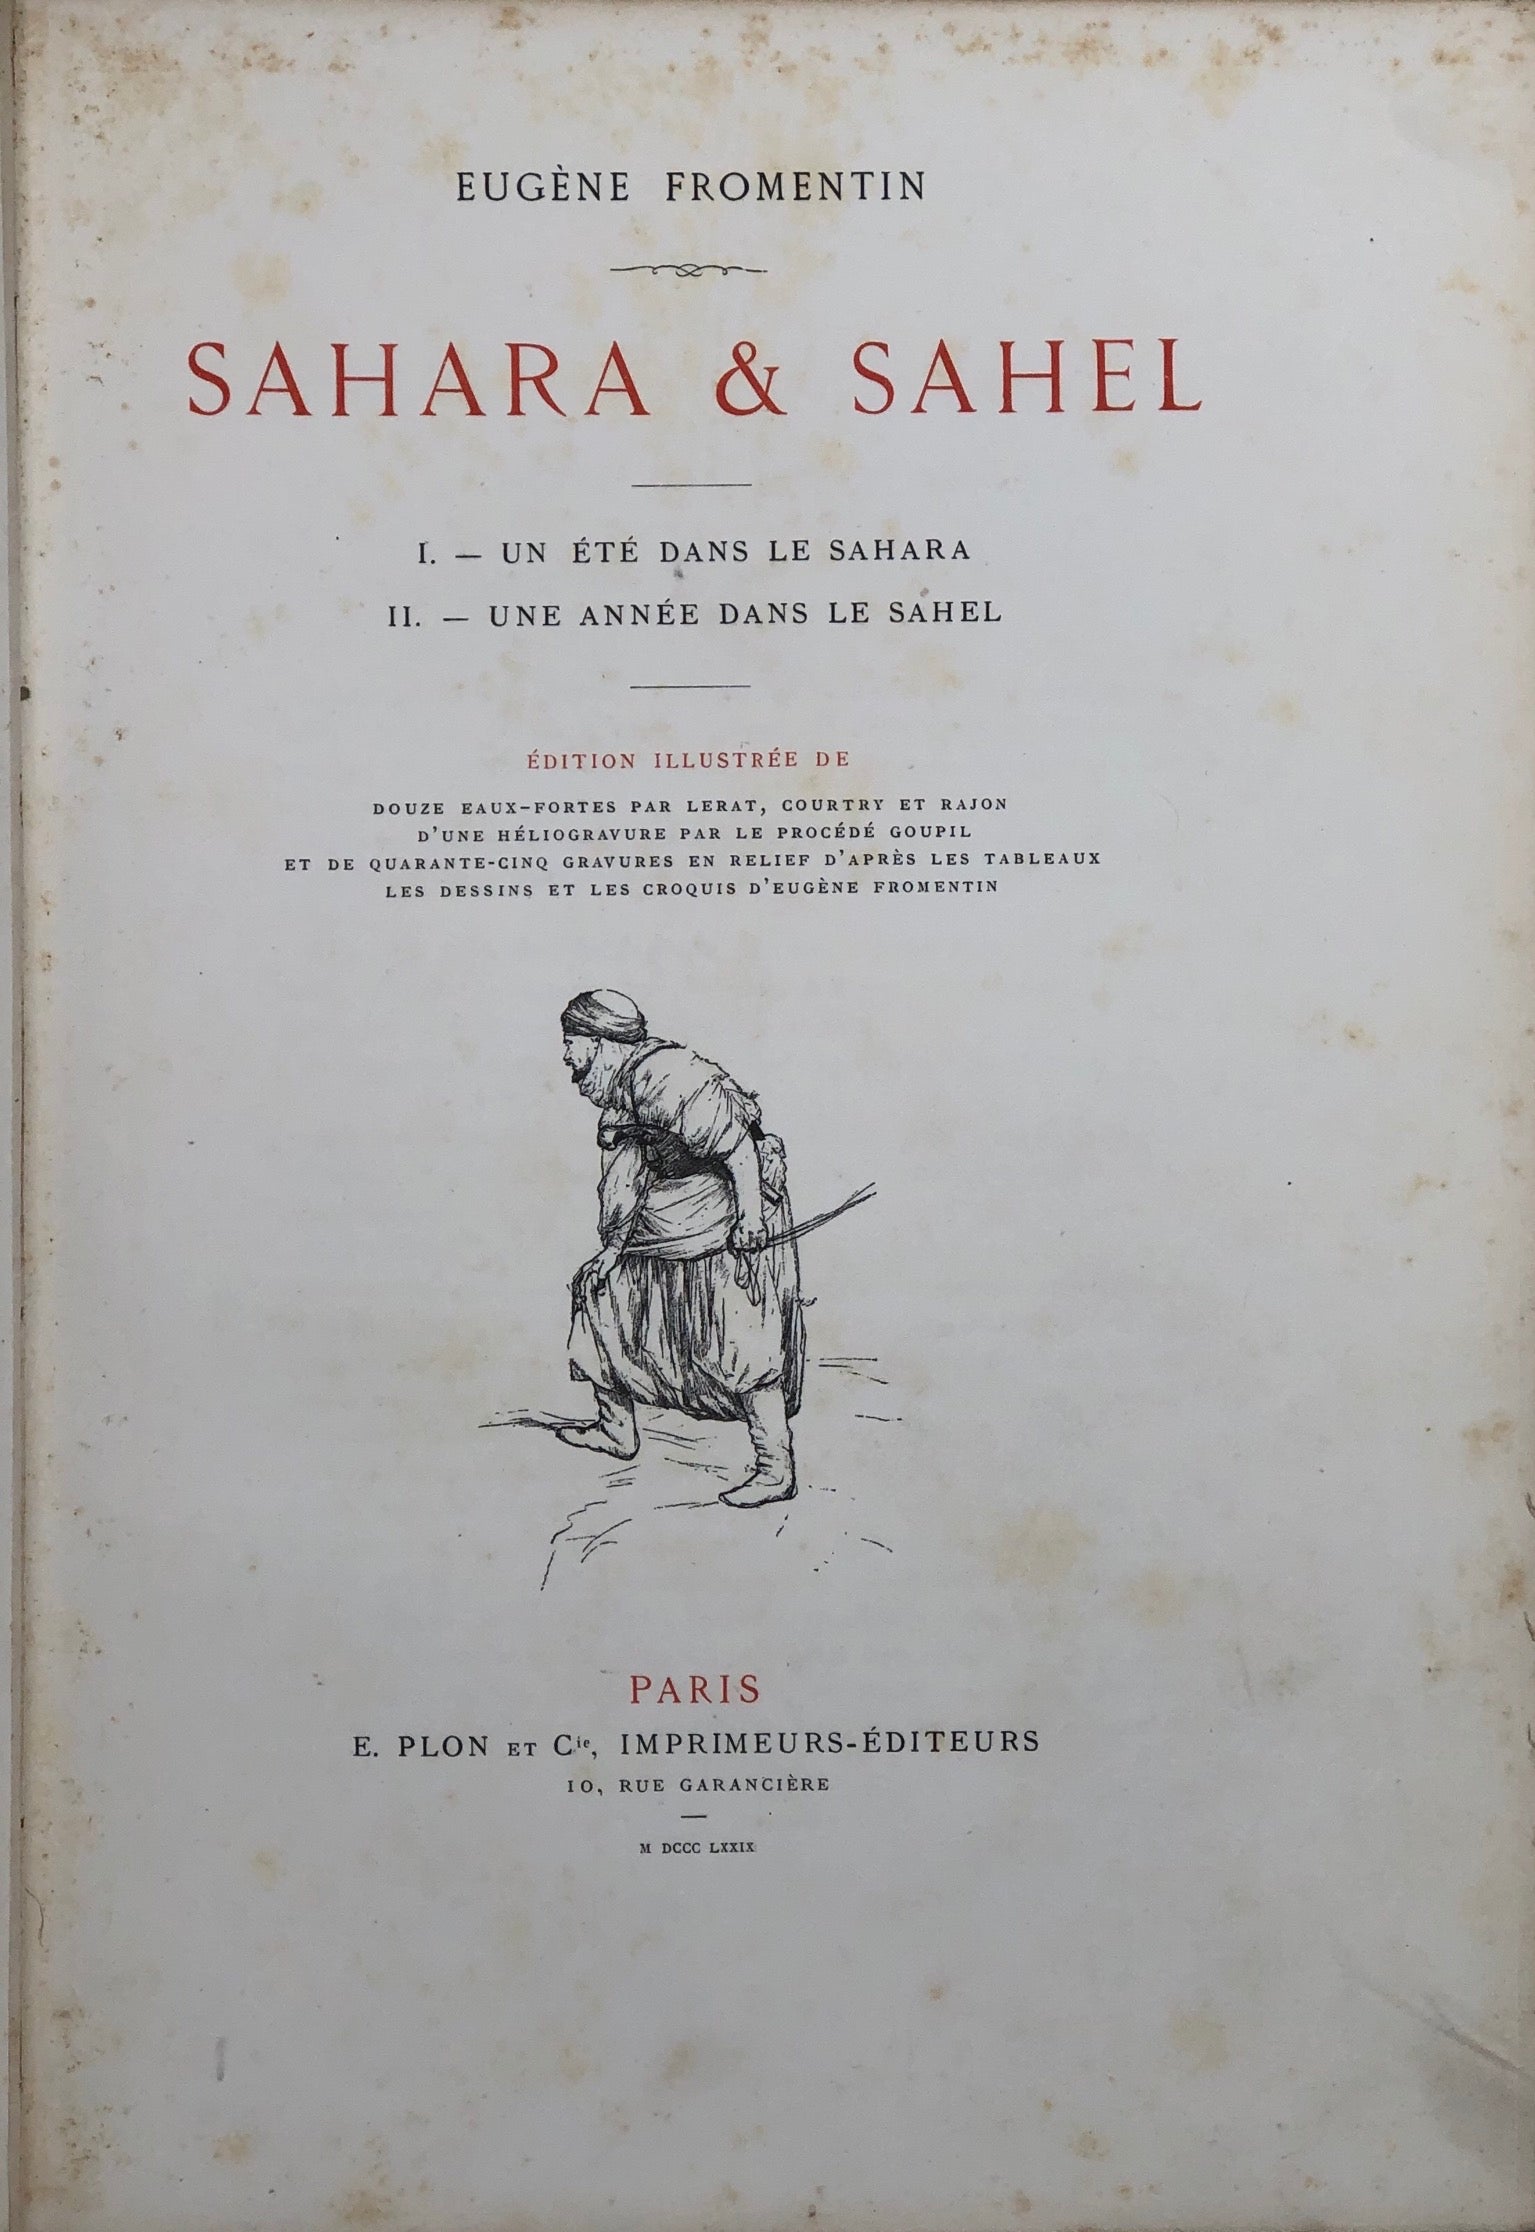 EUGÈNE FROMENTIN
SAHARA & SAHEL
I. — UN ÉTÉ DANS LE SAHARA
II. — UNE ANNÉE DANS LE SAHEL
ÉDITION ILLUSTRÉE DE
DOUZE EAUX-FORTES PAR LERAT, COURTRY ET RAJON
D'UNE HÉLIOGRAVURE PAR LE PROCÉDÉ GOUPIL
ET DE QUARANTE-CINQ GRAVURES EN RELIEF D'APRÈS LES TABLEAUX
LES DESSINS ET LES CROQUIS D'EUGÈNE FROMENTIN
PARIS
E. PLON ET Cie, IMPRIMEURS-ÉDITEURS
10, RUE GARANCIÈRE
M DCCC LXXIX